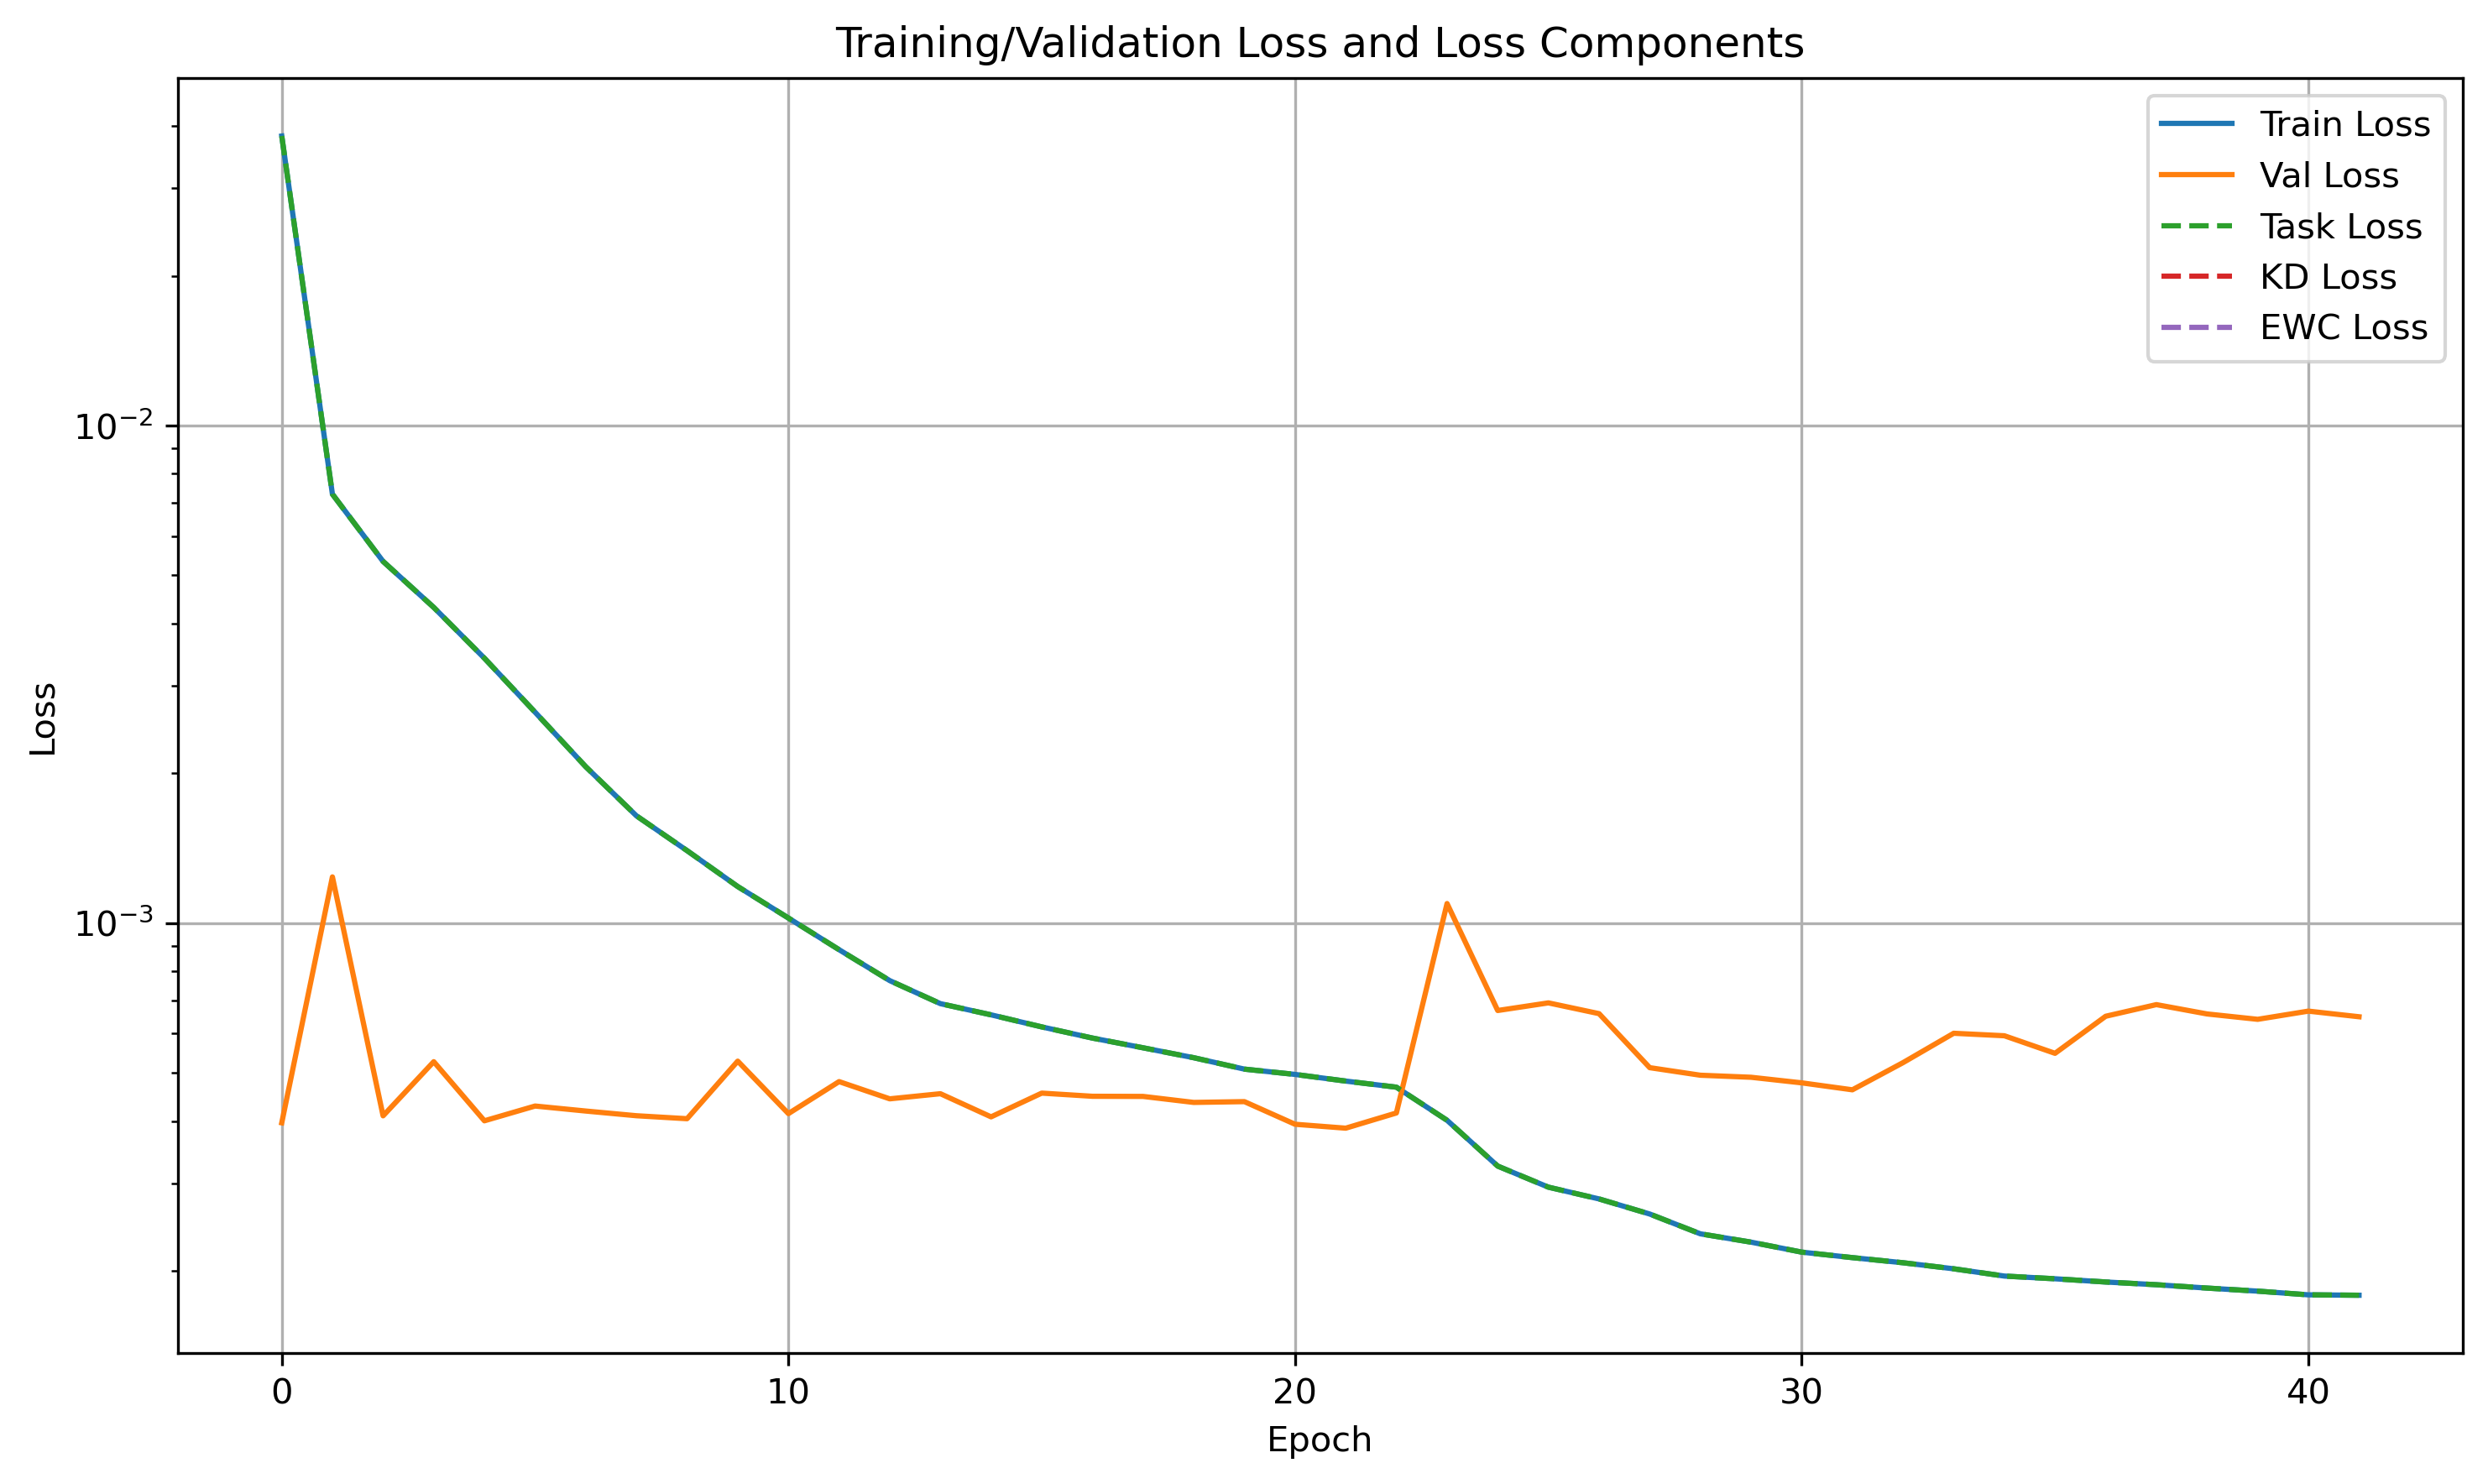 Training/Validation Loss and Loss Components
Train Loss
Val Loss
Task Loss
KD Loss
EWC Loss
10⁻²
10⁻³
Loss
0 10 20 30 40
Epoch